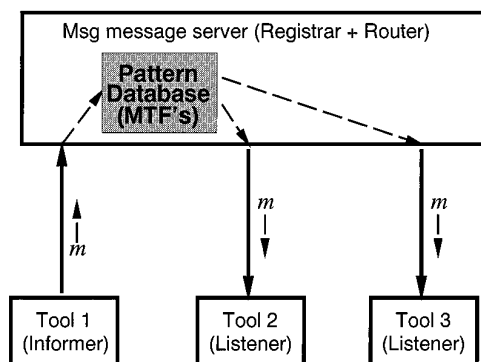 Msg message server (Registrar + Router)
Pattern
Database
(MTF's)
m
m
m
Tool 1
(Informer)
Tool 2
(Listener)
Tool 3
(Listener)